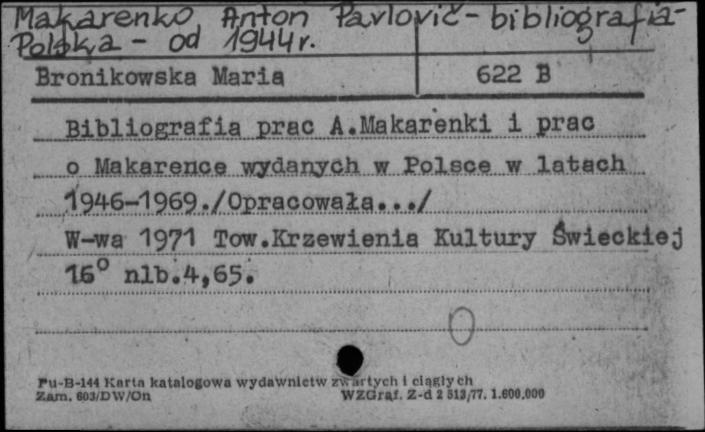 Makarenko, Anton Pavlovič - bibliografia -
Polska - od 1944 r.
Bronikowska Maria 622 B
Bibliografia prac A.Makarenki i prac
o Makarence wydanych w Polsce w latach
1946-1969./Opracowała.../
W-wa 1971 Tow.Krzewienia Kultury Świeckiej
16° nlb.4,65.
Pu-B-144 Karta katalogowa wydawnictw zwartych i ciągłych
Zam. 603/DW/On WZGraf. Z-d 2 513/77. 1.600.000